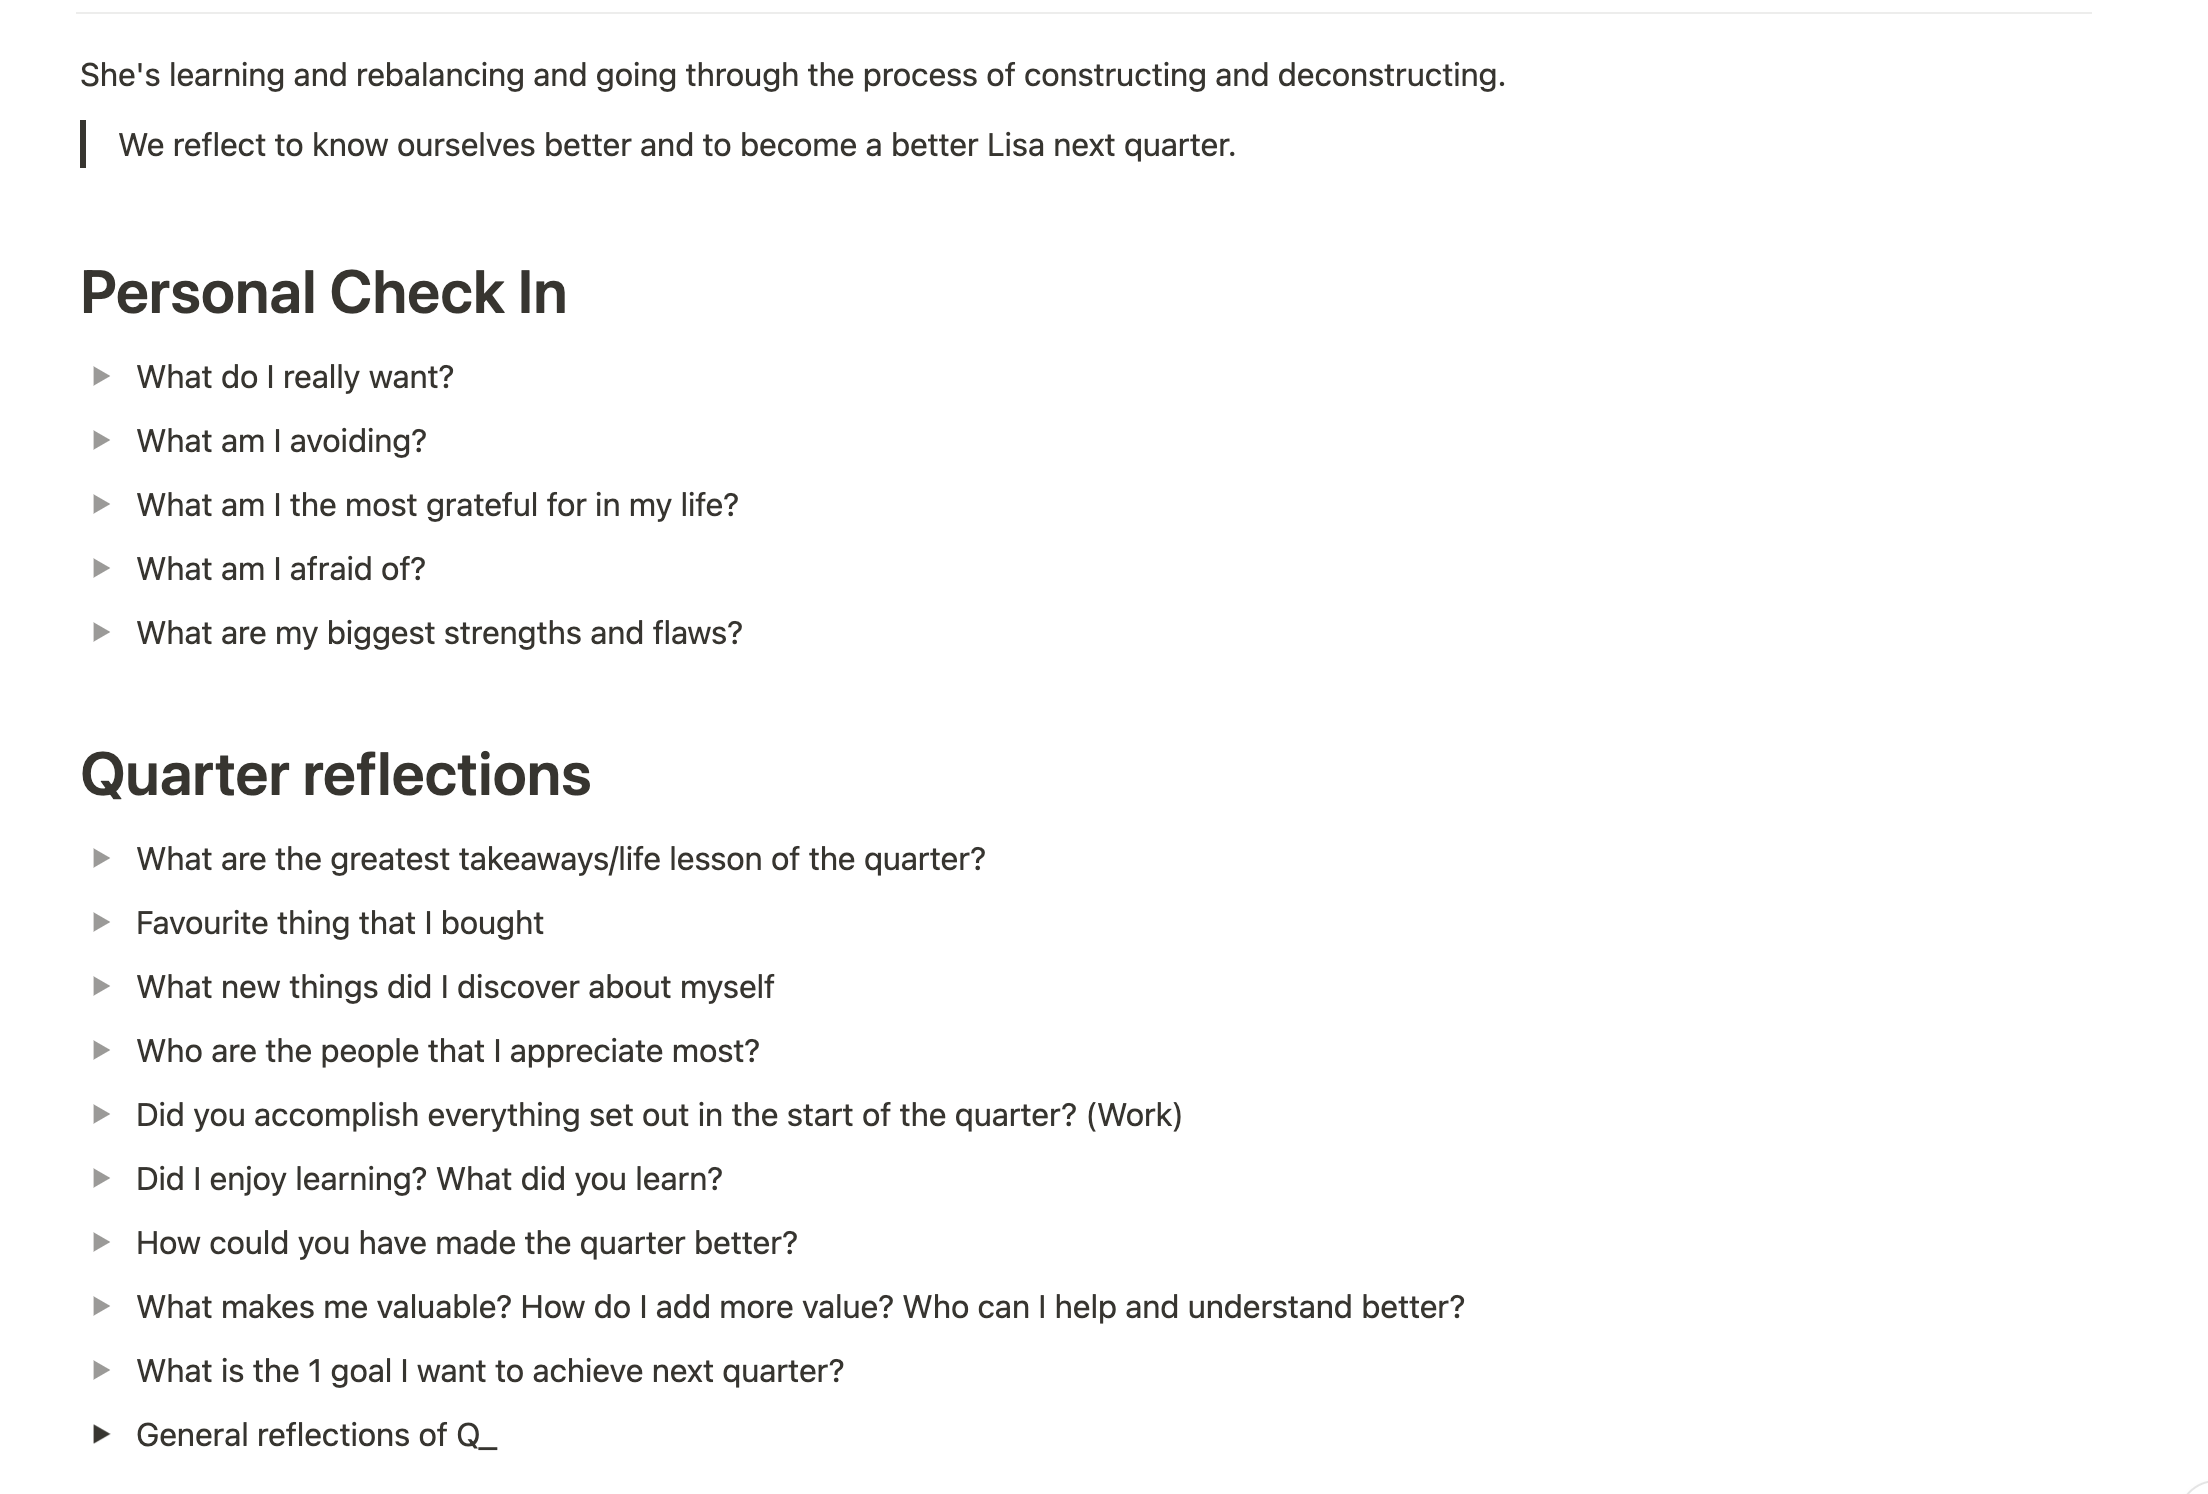 She's learning and rebalancing and going through the process of constructing and deconstructing.
We reflect to know ourselves better and to become a better Lisa next quarter.
Personal Check In
What do I really want?
What am I avoiding?
What am I the most grateful for in my life?
What am I afraid of?
What are my biggest strengths and flaws?
Quarter reflections
What are the greatest takeaways/life lesson of the quarter?
Favourite thing that I bought
What new things did I discover about myself
Who are the people that I appreciate most?
Did you accomplish everything set out in the start of the quarter? (Work)
Did I enjoy learning? What did you learn?
How could you have made the quarter better?
What makes me valuable? How do I add more value? Who can I help and understand better?
What is the 1 goal I want to achieve next quarter?
General reflections of Q_